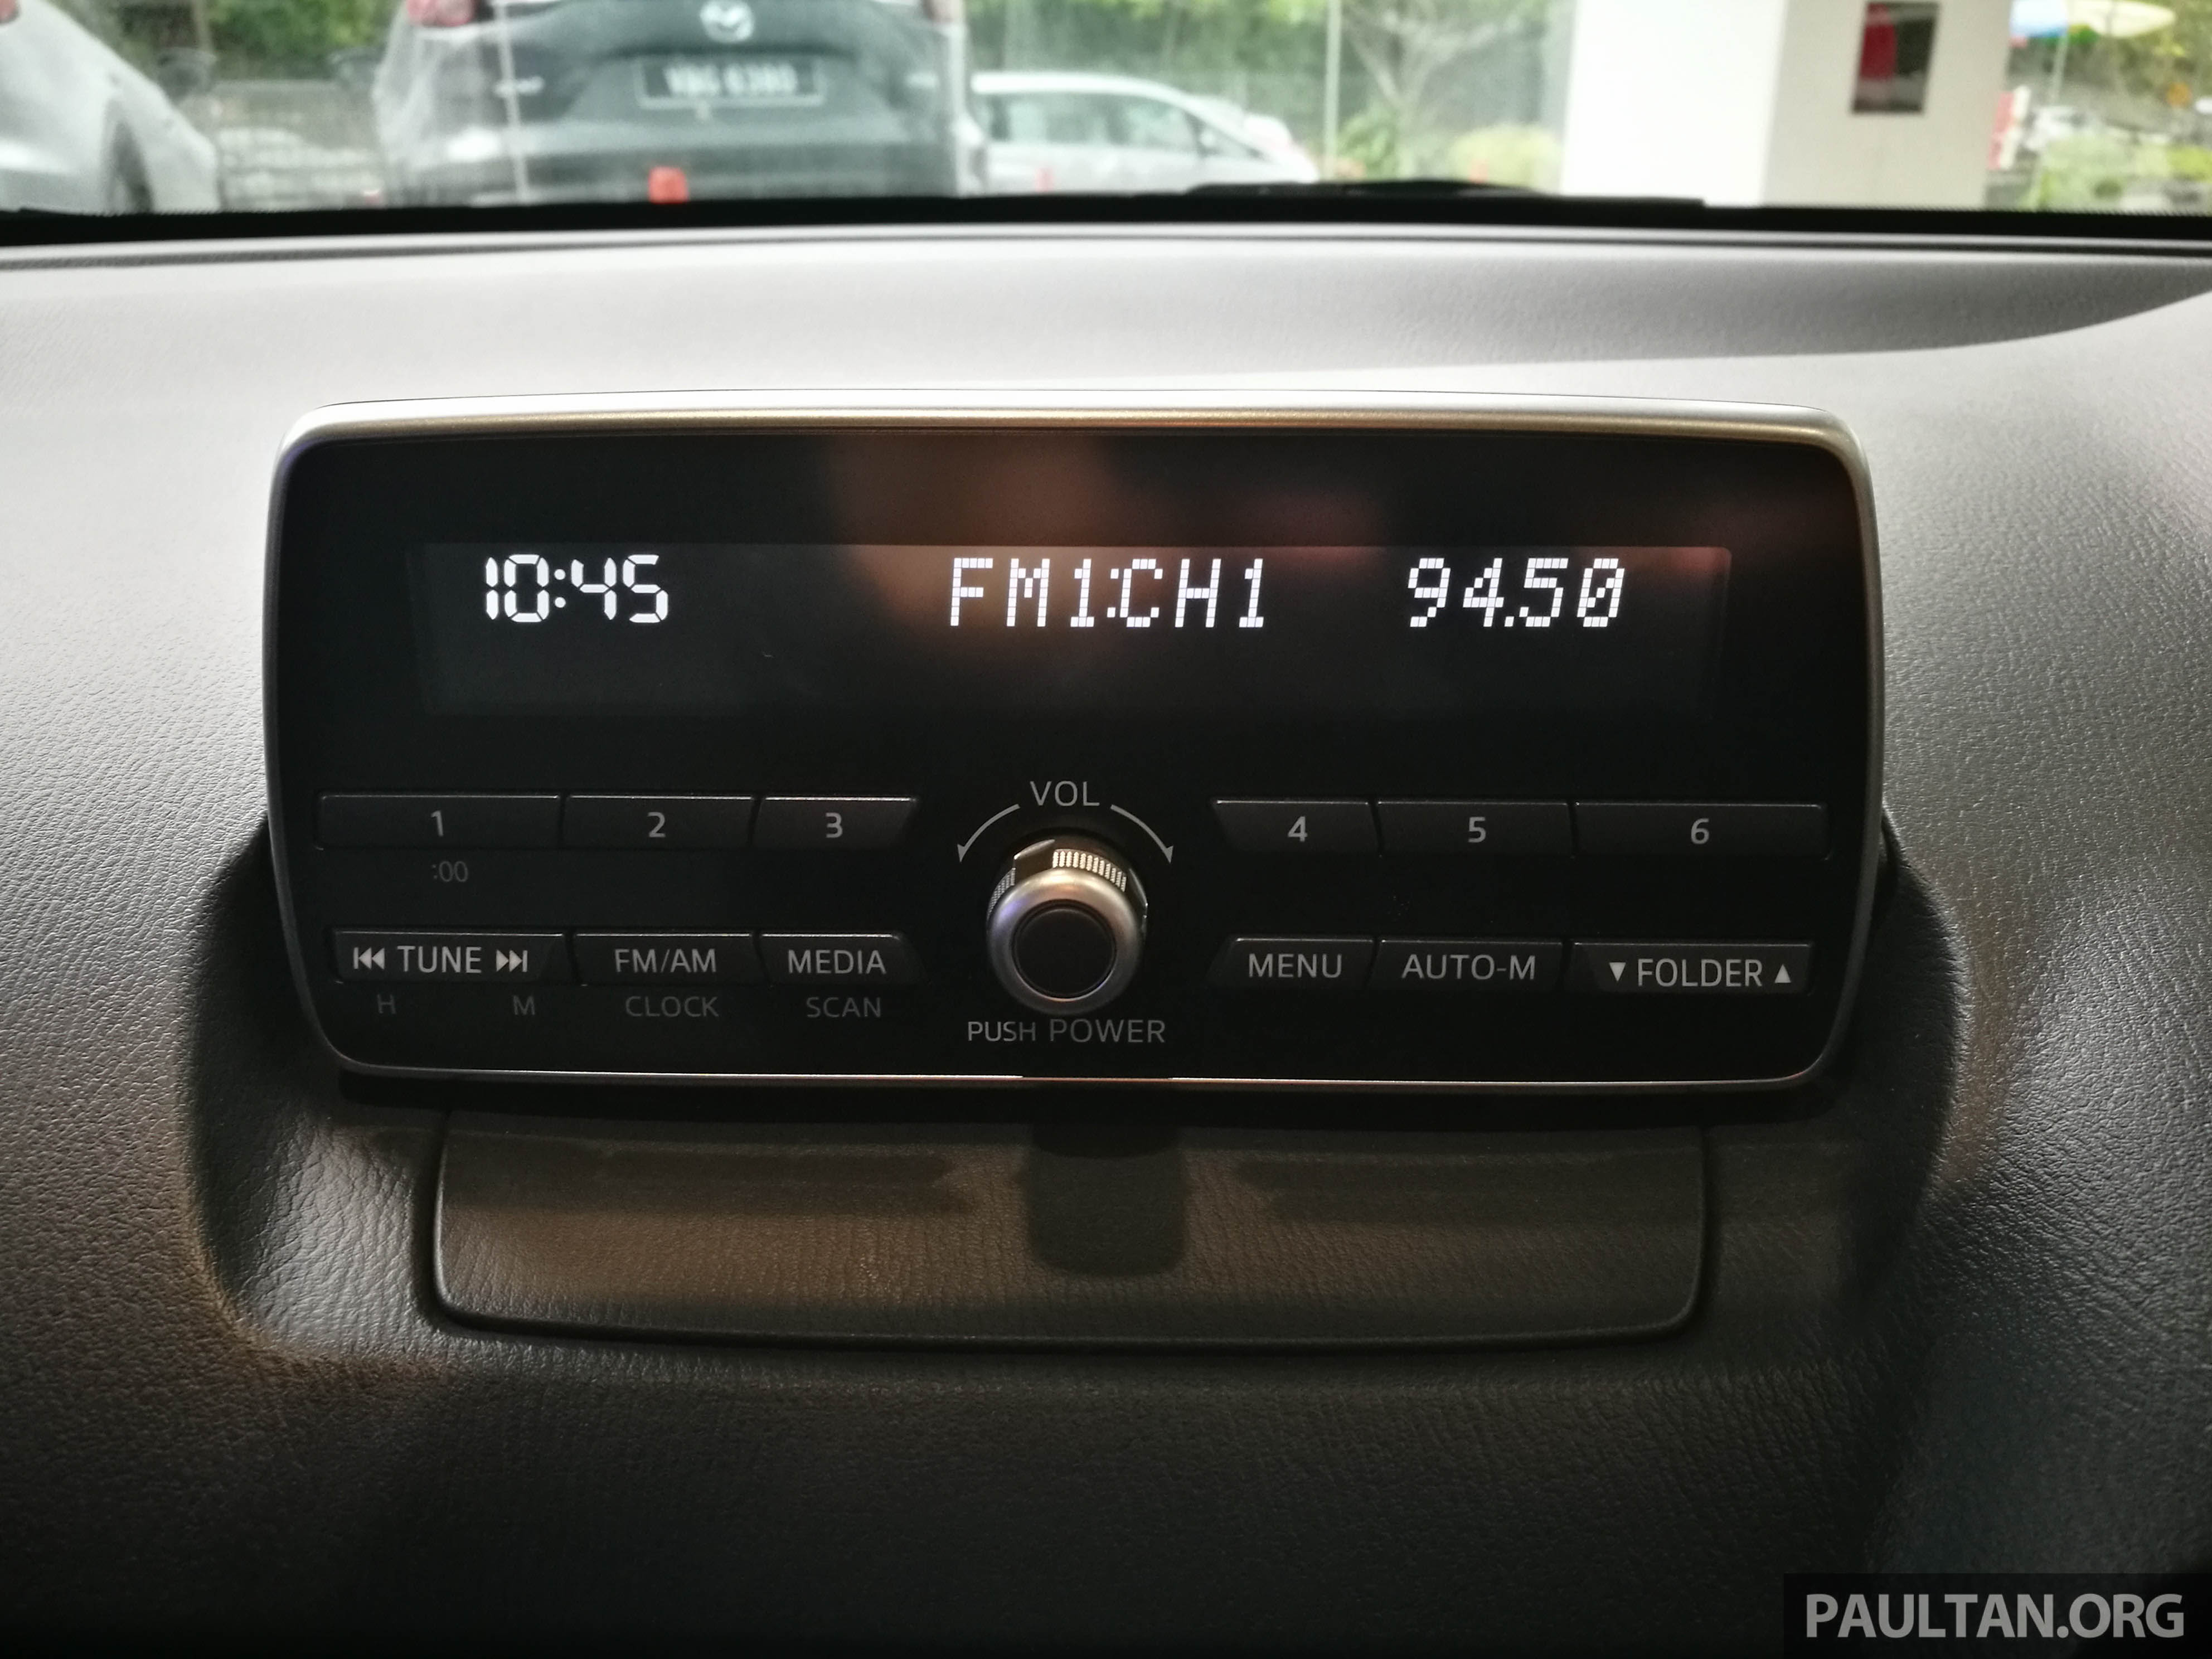 10:45 FM1:CH1 94.50
VOL
1 2 3 4 5 6
:00
TUNE FM/AM MEDIA MENU AUTO-M FOLDER
H M CLOCK SCAN
PUSH POWER
PAULTAN.ORG